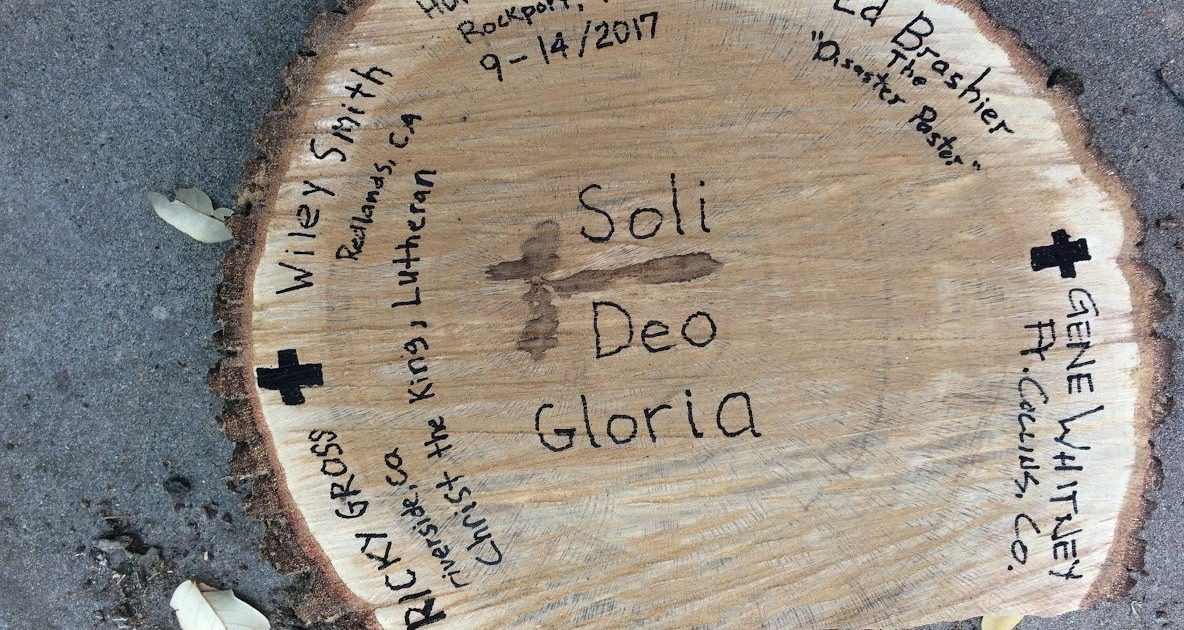 Rockport,
9-14/2017
Ed Brashier
The
"Disaster Pastor"
Wiley Smith
Redlands, CA
Soli
Deo
Gloria
GENE WHITNEY
Ft. Collins, Co.
RICKY GROSS
riverside, ca
Christ the King, Lutheran